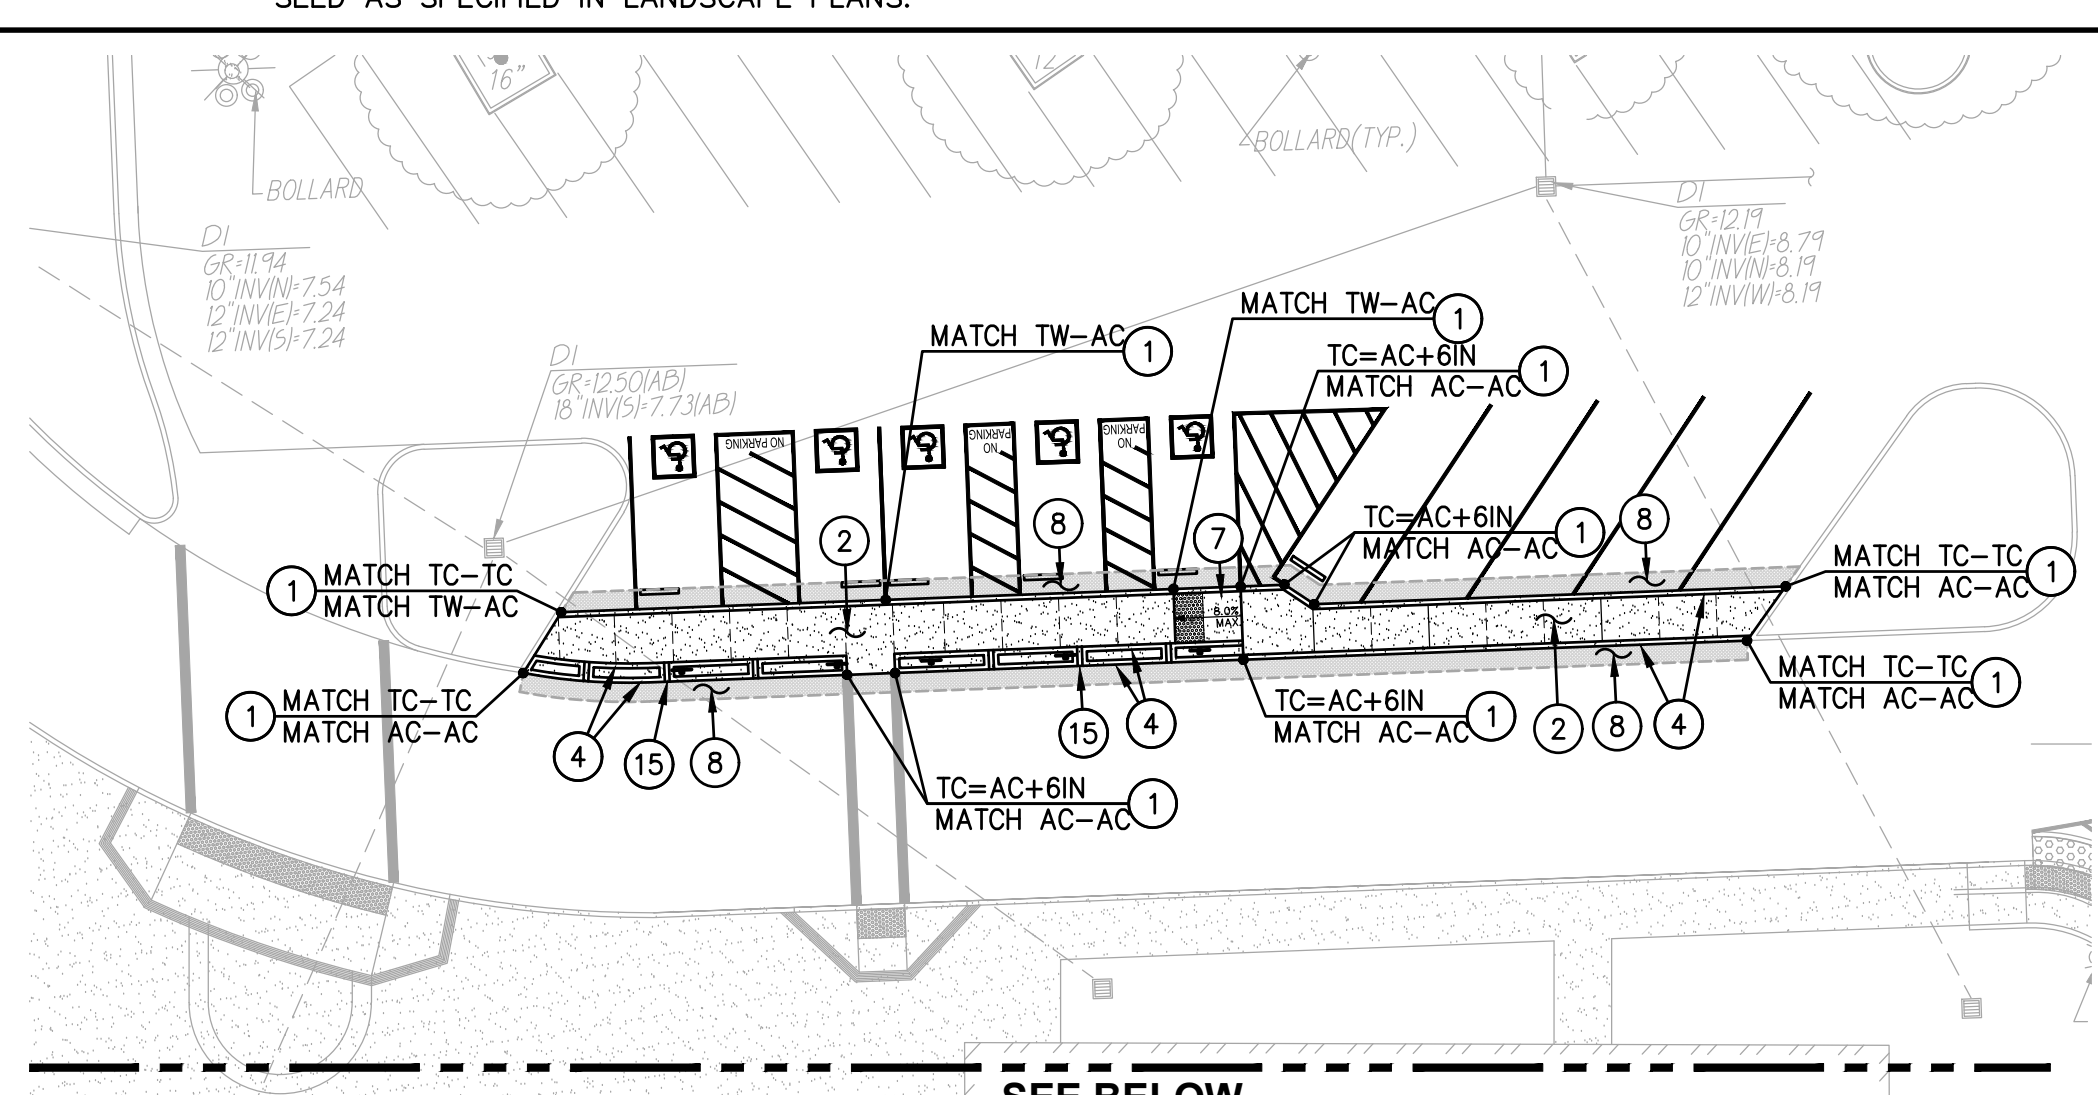 16"
BOLLARD
BOLLARD(TYP.)
DI
GR=11.94
10"INV(N)=7.54
12"INV(E)=7.24
12"INV(S)=7.24
DI
GR=12.19
10"INV(E)=8.79
10"INV(N)=8.19
12"INV(W)=8.19
DI
GR=12.50(AB)
18"INV(S)=7.73(AB)
MATCH TW-AC
1
MATCH TW-AC
1
TC=AC+6IN
MATCH AC-AC
1
NO PARKING
NO
PARKING
NO
PARKING
2
8
7
TC=AC+6IN
MATCH AC-AC
1
8
1
MATCH TC-TC
MATCH TW-AC
MATCH TC-TC
MATCH AC-AC
1
8.0%
MAX
1
MATCH TC-TC
MATCH AC-AC
4
15
8
15
4
TC=AC+6IN
MATCH AC-AC
1
2
8
4
MATCH TC-TC
MATCH AC-AC
1
TC=AC+6IN
MATCH AC-AC
1
SEE BELOW